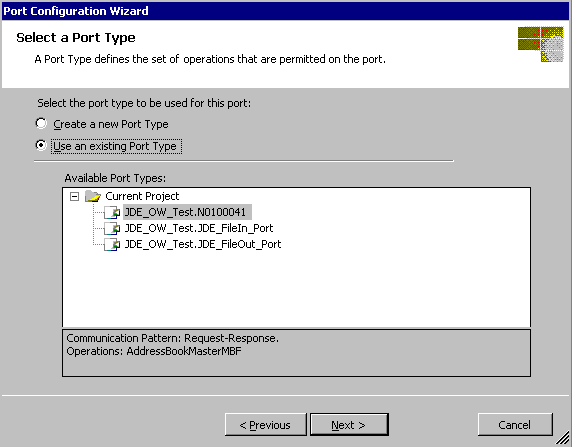 Port Configuration Wizard
Select a Port Type
A Port Type defines the set of operations that are permitted on the port.
Select the port type to be used for this port:
Create a new Port Type
Use an existing Port Type
Available Port Types:
Current Project
JDE_OW_Test.N0100041
JDE_OW_Test.JDE_FileIn_Port
JDE_OW_Test.JDE_FileOut_Port
Communication Pattern: Request-Response.
Operations: AddressBookMasterMBF
< Previous
Next >
Cancel